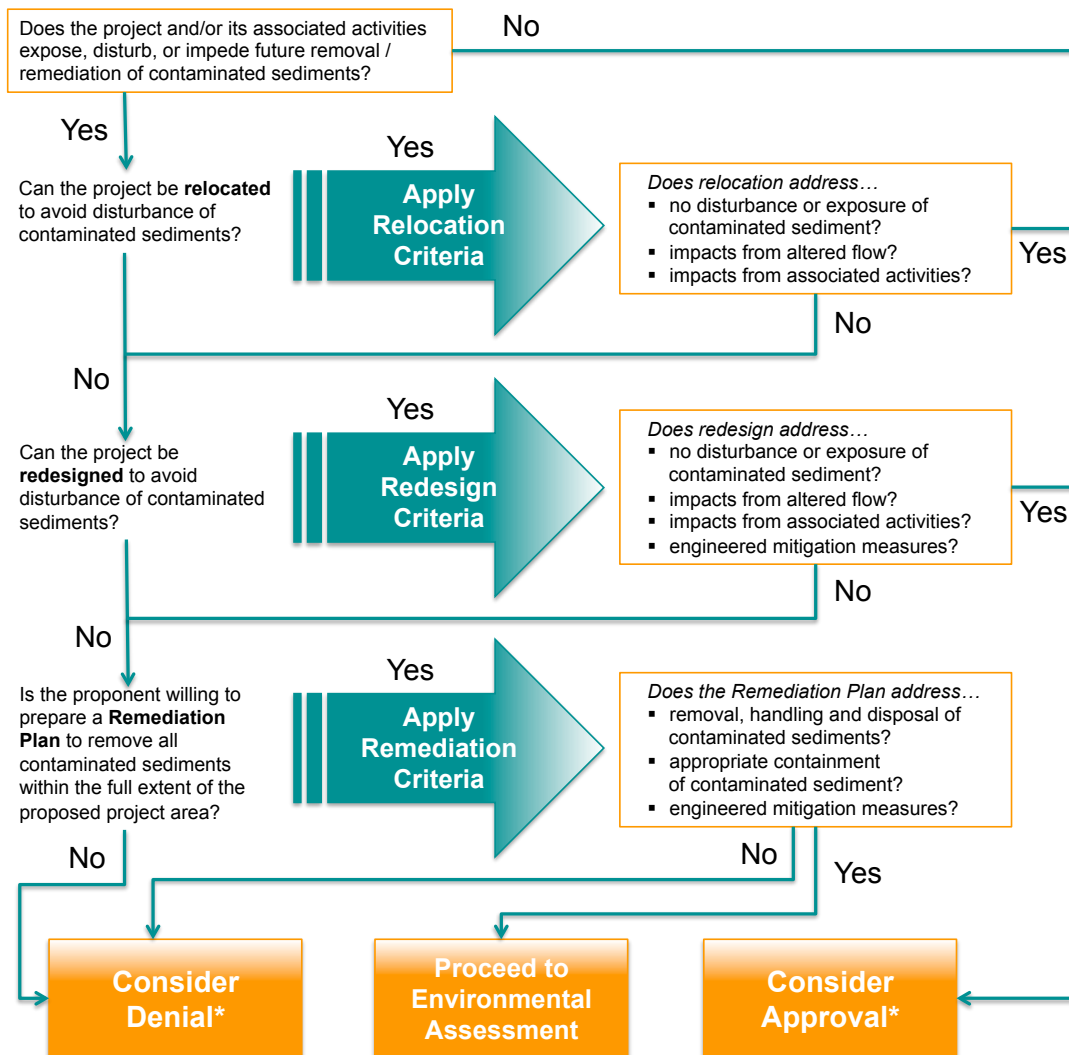 Does the project and/or its associated activities
expose, disturb, or impede future removal /
remediation of contaminated sediments?
No
Yes
Can the project be relocated
to avoid disturbance of
contaminated sediments?
Yes
Apply
Relocation
Criteria
Does relocation address…
▪ no disturbance or exposure of
contaminated sediment?
▪ impacts from altered flow?
▪ impacts from associated activities?
Yes
No
No
Can the project be
redesigned to avoid
disturbance of contaminated
sediments?
Yes
Apply
Redesign
Criteria
Does redesign address…
▪ no disturbance or exposure of
contaminated sediment?
▪ impacts from altered flow?
▪ impacts from associated activities?
▪ engineered mitigation measures?
Yes
No
No
Is the proponent willing to
prepare a Remediation
Plan to remove all
contaminated sediments
within the full extent of the
proposed project area?
Yes
Apply
Remediation
Criteria
Does the Remediation Plan address…
▪ removal, handling and disposal of
contaminated sediments?
▪ appropriate containment
of contaminated sediment?
▪ engineered mitigation measures?
No
No
Yes
Consider
Denial*
Proceed to
Environmental
Assessment
Consider
Approval*